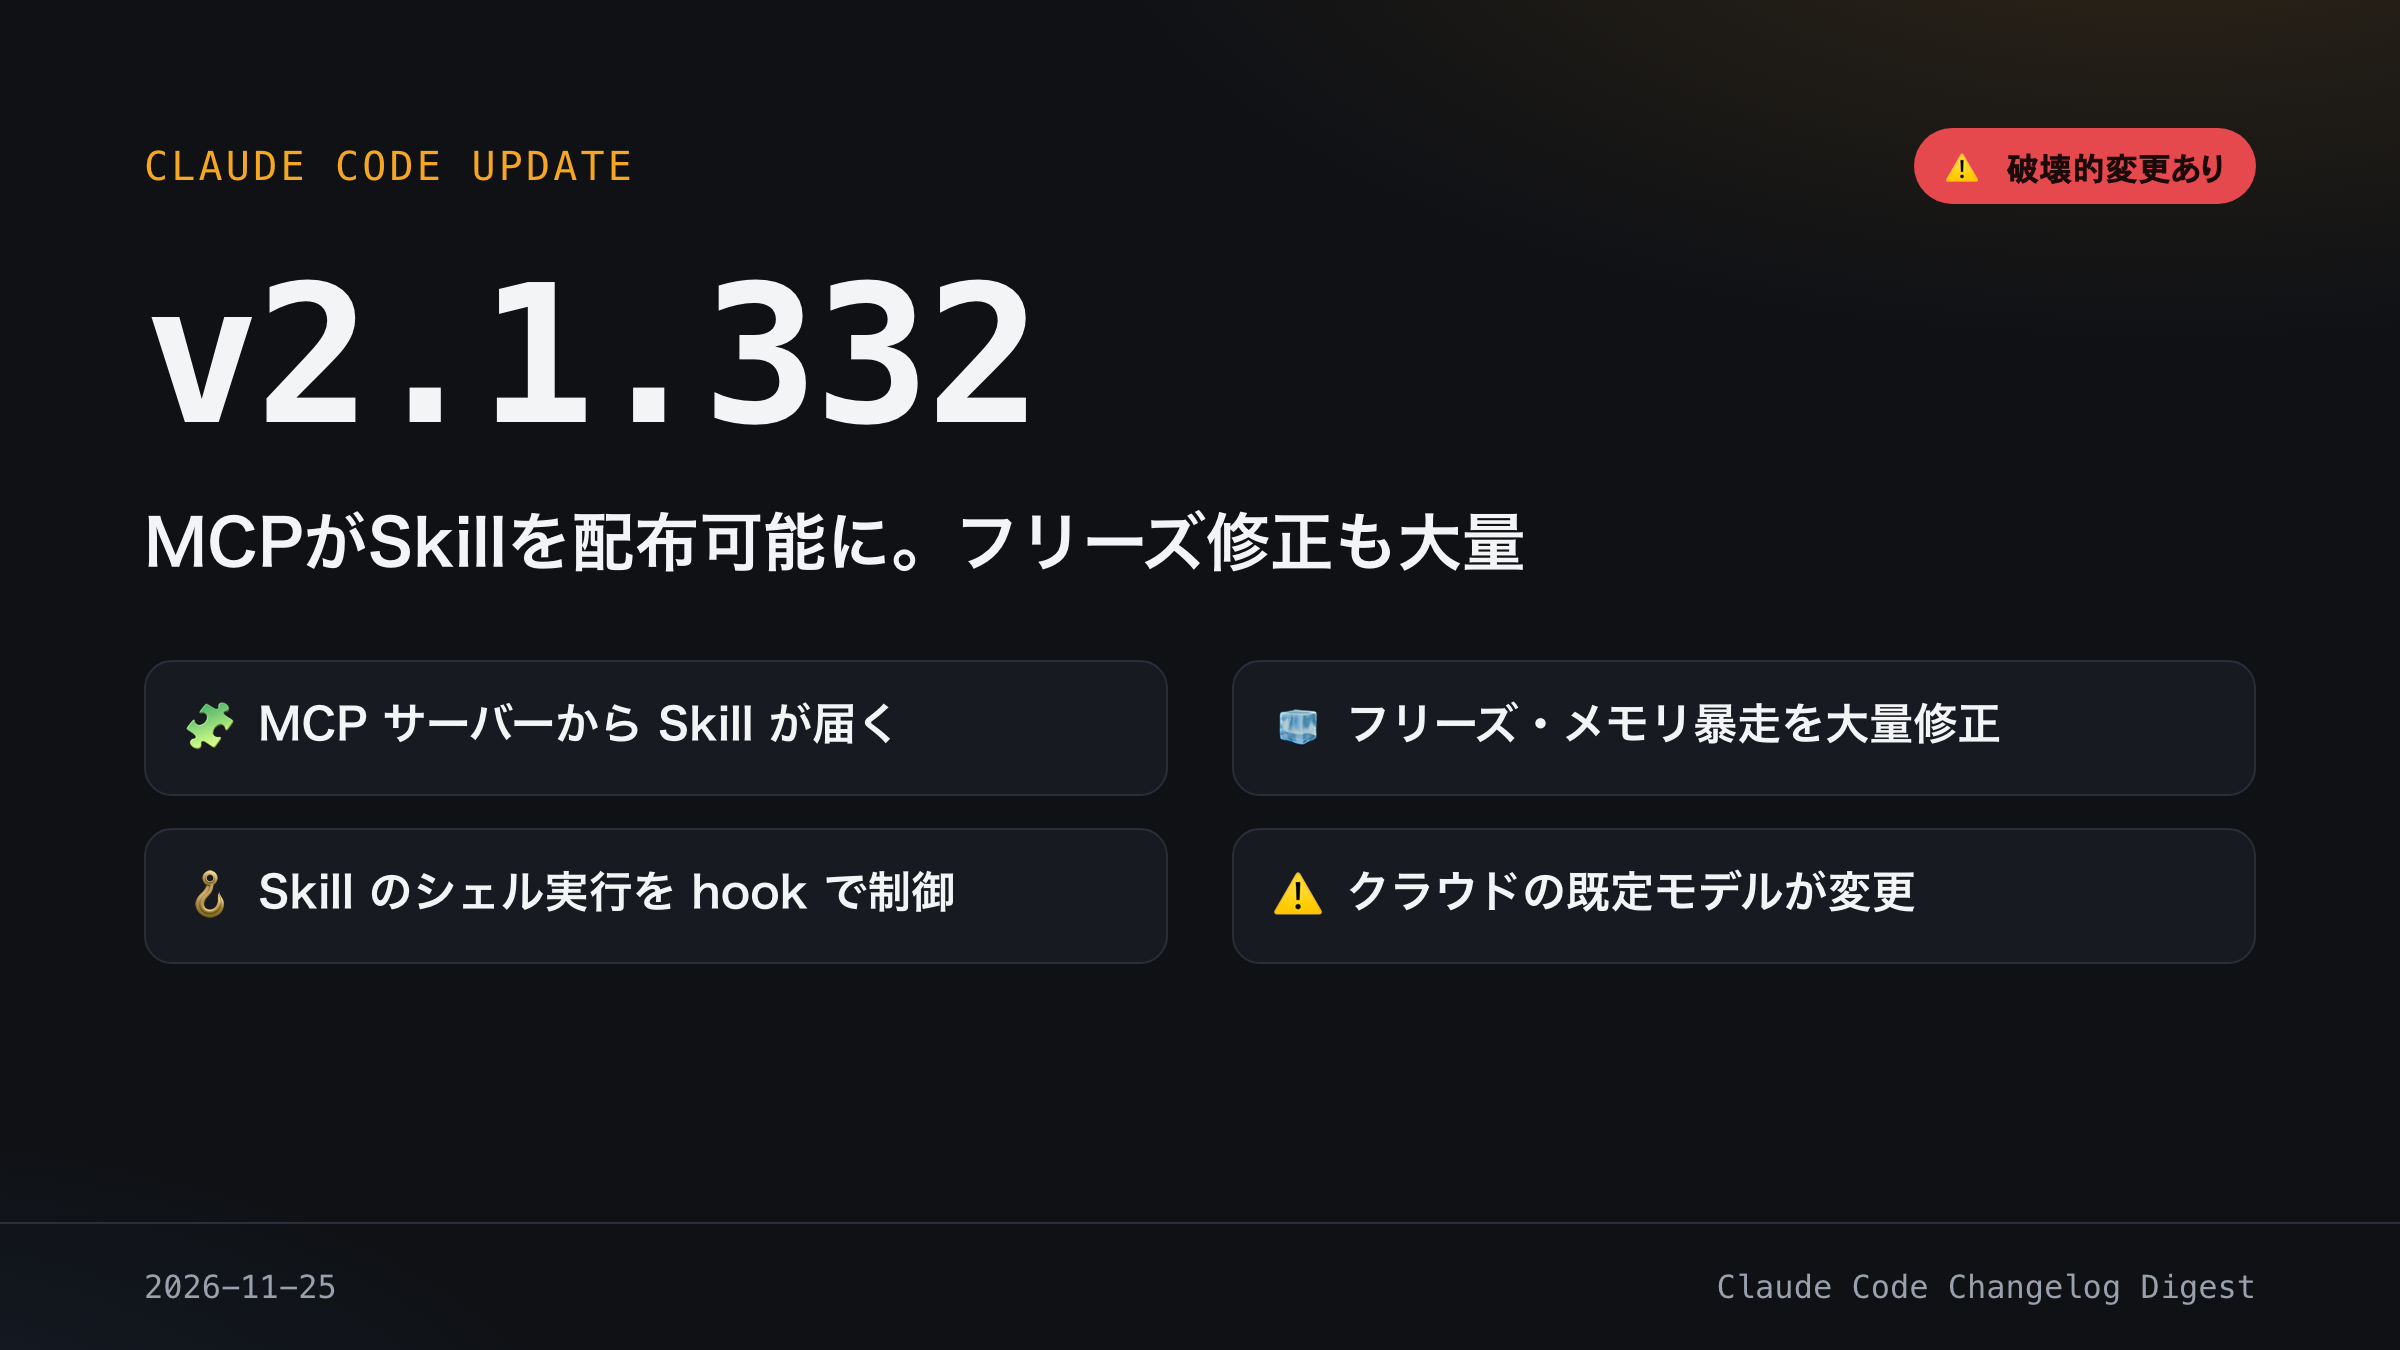 CLAUDE CODE UPDATE
⚠️ 破壊的変更あり
v2.1.332
MCPがSkillを配布可能に。フリーズ修正も大量
🧩 MCP サーバーから Skill が届く
🧊 フリーズ・メモリ暴走を大量修正
🪝 Skill のシェル実行を hook で制御
⚠️ クラウドの既定モデルが変更
2026-11-25
Claude Code Changelog Digest